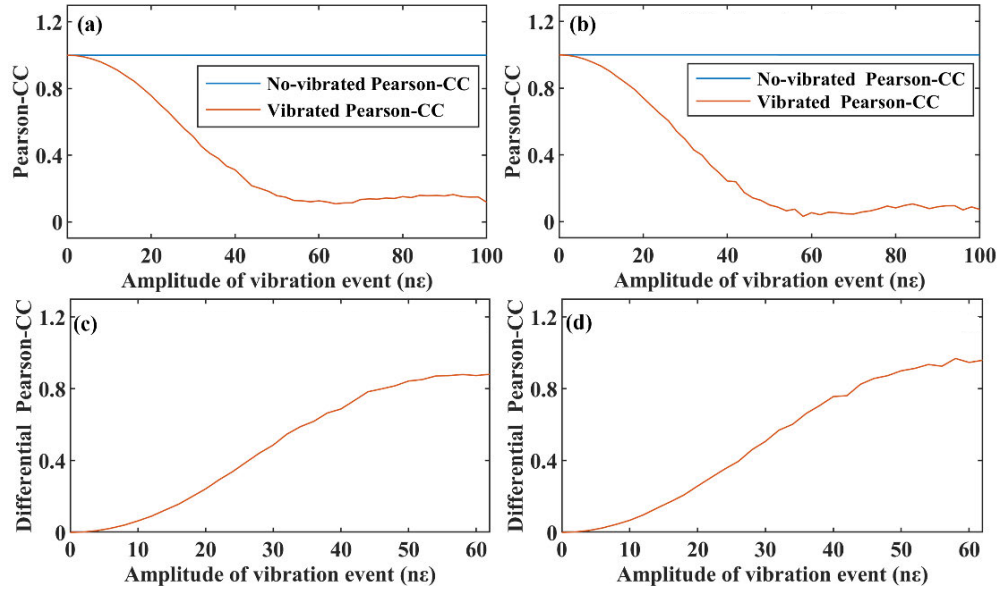 (a)
1.2
0.8
0.4
0
Pearson-CC
No-vibrated Pearson-CC
Vibrated Pearson-CC
0 20 40 60 80 100
Amplitude of vibration event (nε)
(b)
1.2
0.8
0.4
0
Pearson-CC
No-vibrated Pearson-CC
Vibrated Pearson-CC
0 20 40 60 80 100
Amplitude of vibration event (nε)
(c)
1.2
0.8
0.4
0
Differential Pearson-CC
0 10 20 30 40 50 60
Amplitude of vibration event (nε)
(d)
1.2
0.8
0.4
0
Differential Pearson-CC
0 10 20 30 40 50 60
Amplitude of vibration event (nε)